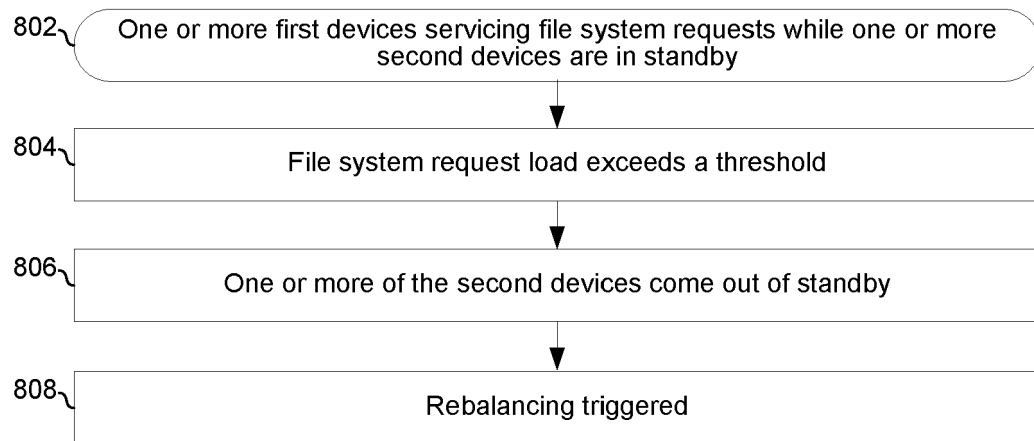 802
One or more first devices servicing file system requests while one or more
second devices are in standby
804
File system request load exceeds a threshold
806
One or more of the second devices come out of standby
808
Rebalancing triggered